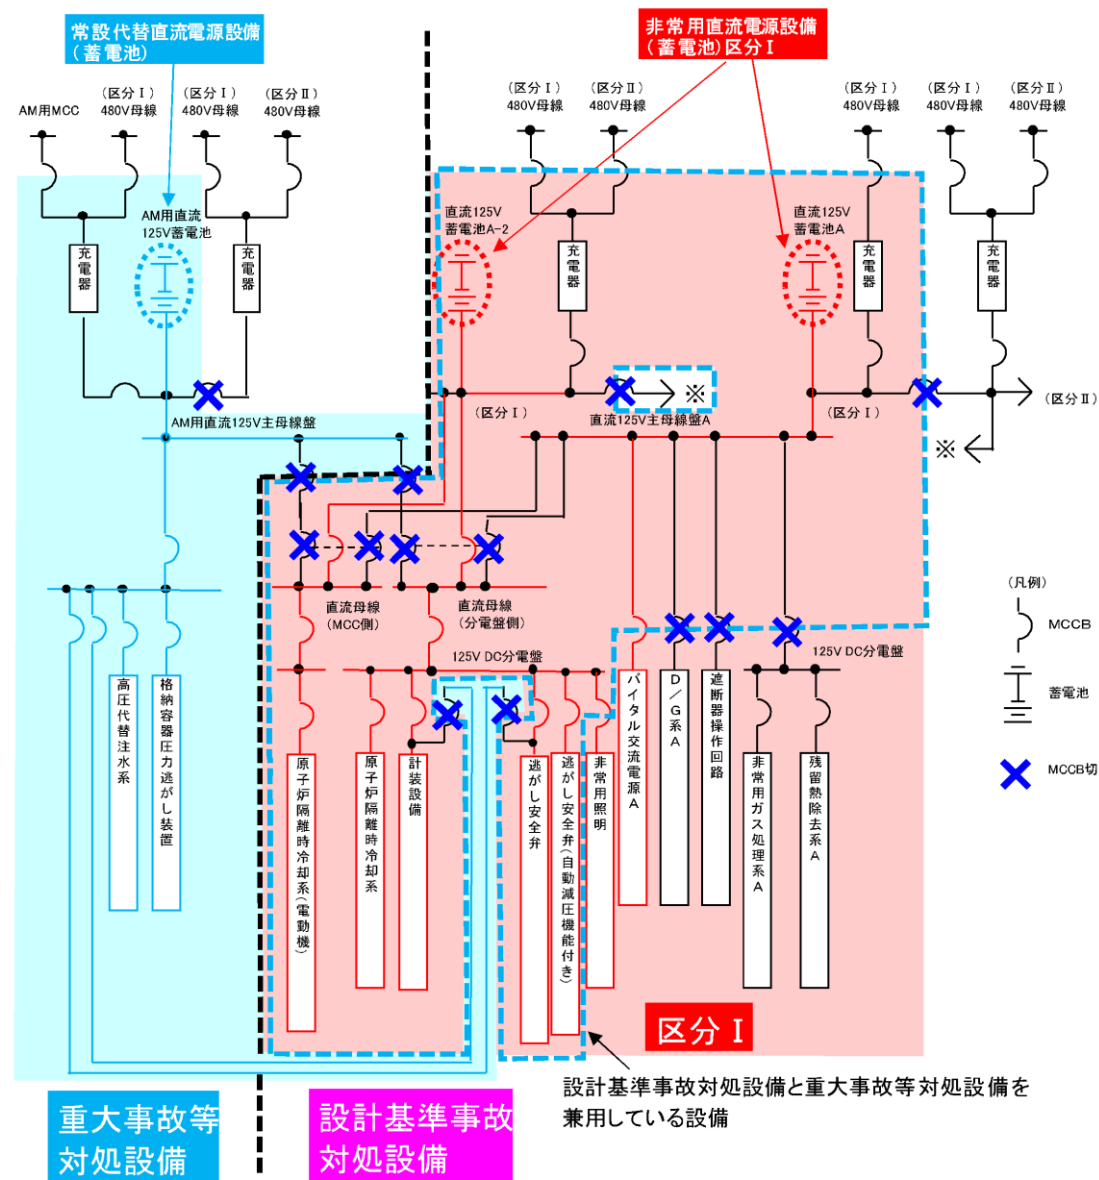 常設代替直流電源設備
(蓄電池)
非常用直流電源設備
(蓄電池)区分Ⅰ
AM用MCC
(区分Ⅰ)
480V母線
(区分Ⅰ)
480V母線
(区分Ⅱ)
480V母線
(区分Ⅰ)
480V母線
(区分Ⅱ)
480V母線
(区分Ⅰ)
480V母線
(区分Ⅰ)
480V母線
(区分Ⅱ)
480V母線
AM用直流
125V蓄電池
直流125V
蓄電池A-2
直流125V
蓄電池A
充電器
充電器
充電器
充電器
充電器
※
(区分Ⅱ)
(区分Ⅰ)
(区分Ⅰ)
AM用直流125V主母線盤
直流125V主母線盤A
※
直流母線
(MCC側)
直流母線
(分電盤側)
125V DC分電盤
125V DC分電盤
(凡例)
MCCB
蓄電池
MCCB切
高圧代替注水系
格納容器圧力逃がし装置
原子炉隔離時冷却系(電動機)
原子炉隔離時冷却系
計装設備
逃がし安全弁
逃がし安全弁(自動減圧機能付き)
非常用照明
バイタル交流電源A
D/G系A
遮断器操作回路
非常用ガス処理系A
残留熱除去系A
区分Ⅰ
設計基準事故対処設備と重大事故等対処設備を
兼用している設備
重大事故等
対処設備
設計基準事故
対処設備